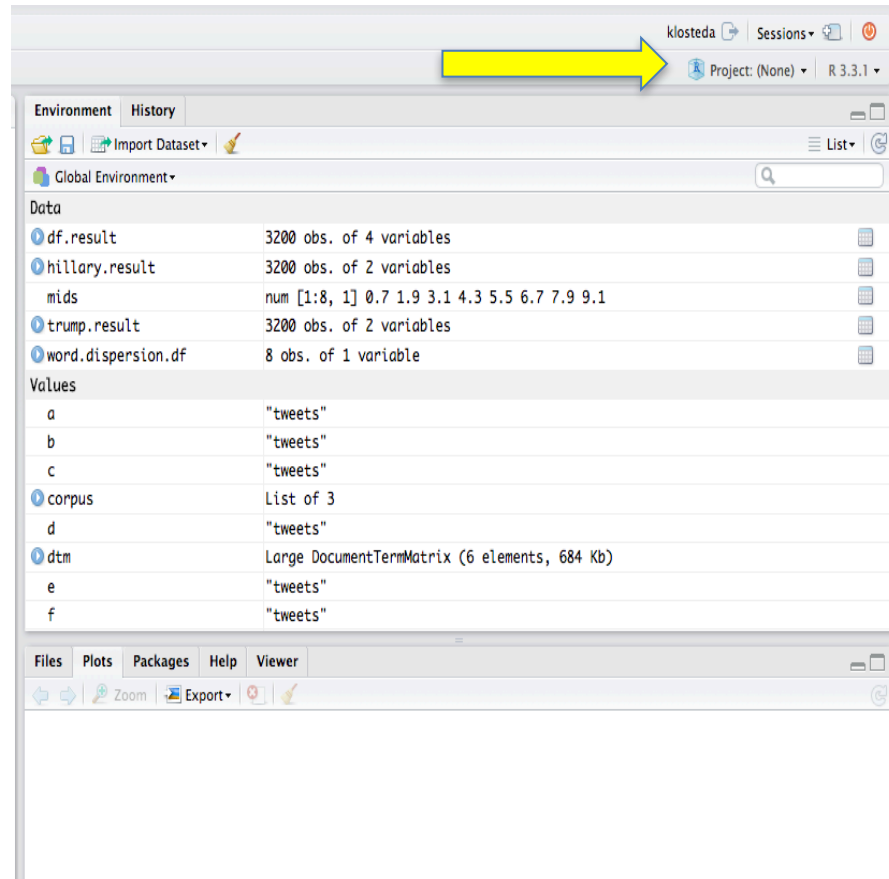 klosteda Sessions
Project: (None) R 3.3.1
Environment History
Import Dataset List
Global Environment
Data
df.result 3200 obs. of 4 variables
hillary.result 3200 obs. of 2 variables
mids num [1:8, 1] 0.7 1.9 3.1 4.3 5.5 6.7 7.9 9.1
trump.result 3200 obs. of 2 variables
word.dispersion.df 8 obs. of 1 variable
Values
a "tweets"
b "tweets"
c "tweets"
corpus List of 3
d "tweets"
dtm Large DocumentTermMatrix (6 elements, 684 Kb)
e "tweets"
f "tweets"
Files Plots Packages Help Viewer
Zoom Export